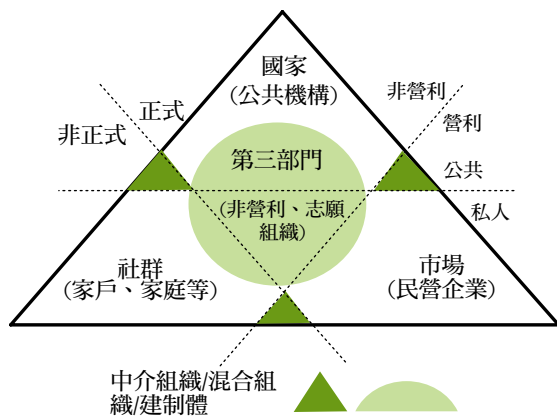 國家
(公共機構)
非營利
正式
營利
非正式
第三部門
公共
(非營利、志願
組織)
私人
社群
(家戶、家庭等)
市場
(民營企業)
中介組織/混合組
織/建制體